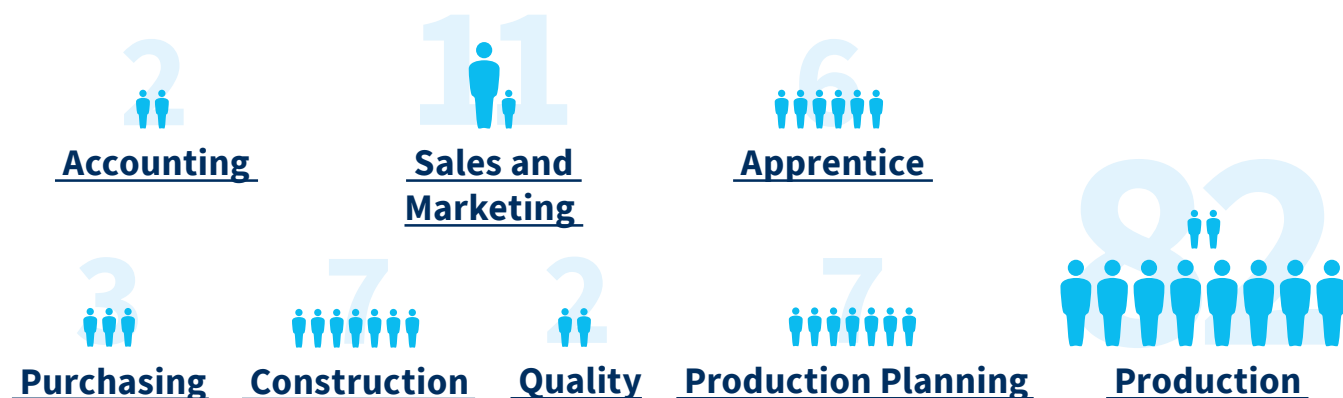 2
Accounting
11
Sales and
Marketing
6
Apprentice
3
Purchasing
7
Construction
2
Quality
7
Production Planning
82
Production